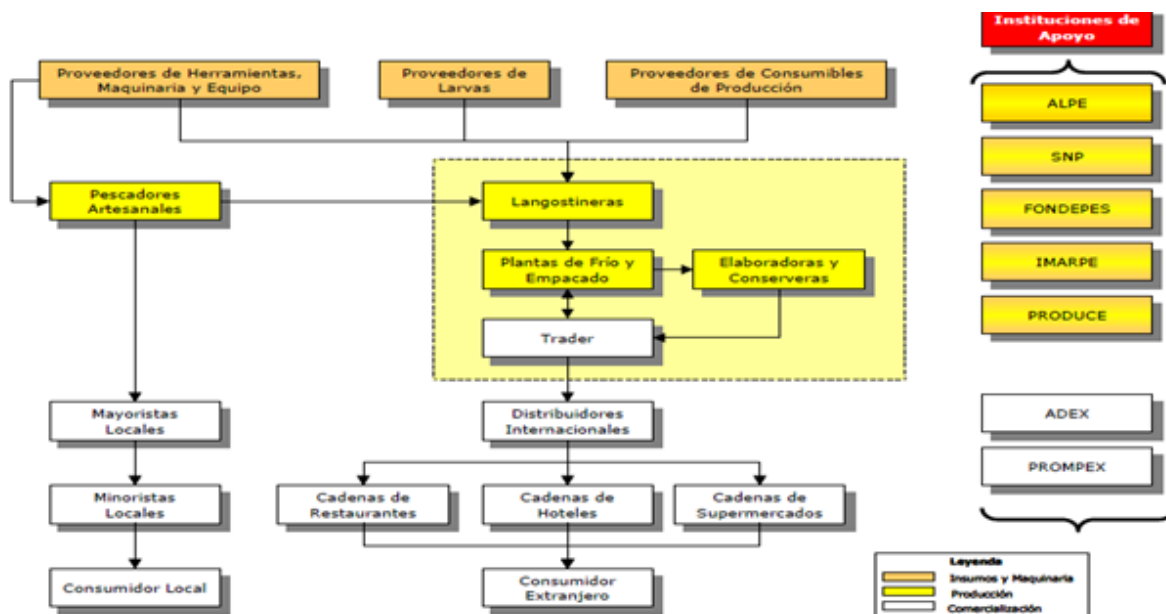 Instituciones de
Apoyo
Proveedores de Herramientas,
Maquinaria y Equipo
Proveedores de
Larvas
Proveedores de Consumibles
de Producción
ALPE
SNP
Pescadores
Artesanales
Langostineras
FONDEPES
Plantas de Frío y
Empacado
Elaboradoras y
Conserveras
IMARPE
PRODUCE
Trader
Mayoristas
Locales
Distribuidores
Internacionales
ADEX
PROMPEX
Minoristas
Locales
Cadenas de
Restaurantes
Cadenas de
Hoteles
Cadenas de
Supermercados
Consumidor Local
Consumidor
Extranjero
Leyenda
Insumos y Maquinaria
Producción
Comercialización